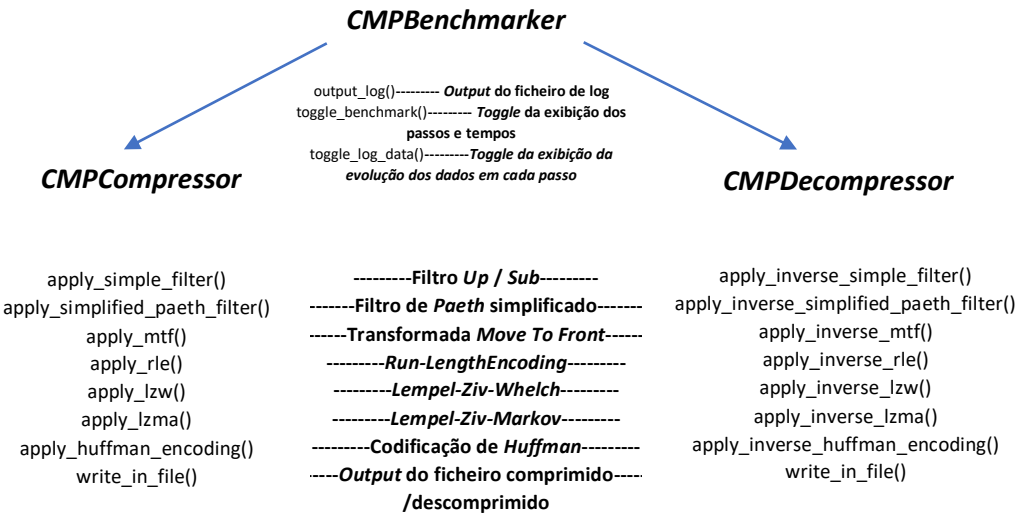 CMPBenchmarker
output_log()--------- Output do ficheiro de log
toggle_benchmark()--------- Toggle da exibição dos
passos e tempos
toggle_log_data()---------Toggle da exibição da
evolução dos dados em cada passo
CMPCompressor
CMPDecompressor
apply_simple_filter()
apply_simplified_paeth_filter()
apply_mtf()
apply_rle()
apply_lzw()
apply_lzma()
apply_huffman_encoding()
write_in_file()
---------Filtro Up / Sub---------
-------Filtro de Paeth simplificado-------
------Transformada Move To Front------
---------Run-LengthEncoding---------
---------Lempel-Ziv-Whelch---------
---------Lempel-Ziv-Markov---------
---------Codificação de Huffman---------
-----Output do ficheiro comprimido-----
/descomprimido
apply_inverse_simple_filter()
apply_inverse_simplified_paeth_filter()
apply_inverse_mtf()
apply_inverse_rle()
apply_inverse_lzw()
apply_inverse_lzma()
apply_inverse_huffman_encoding()
write_in_file()